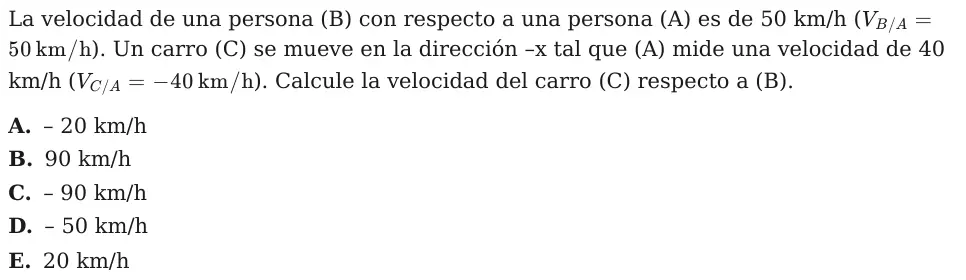 La velocidad de una persona (B) con respecto a una persona (A) es de 50 km/h ($V_{B/A} =$
$50\,\mathrm{km/h}$). Un carro (C) se mueve en la dirección –x tal que (A) mide una velocidad de 40
km/h ($V_{C/A} = -40\,\mathrm{km/h}$). Calcule la velocidad del carro (C) respecto a (B).
A. – 20 km/h
B. 90 km/h
C. – 90 km/h
D. – 50 km/h
E. 20 km/h